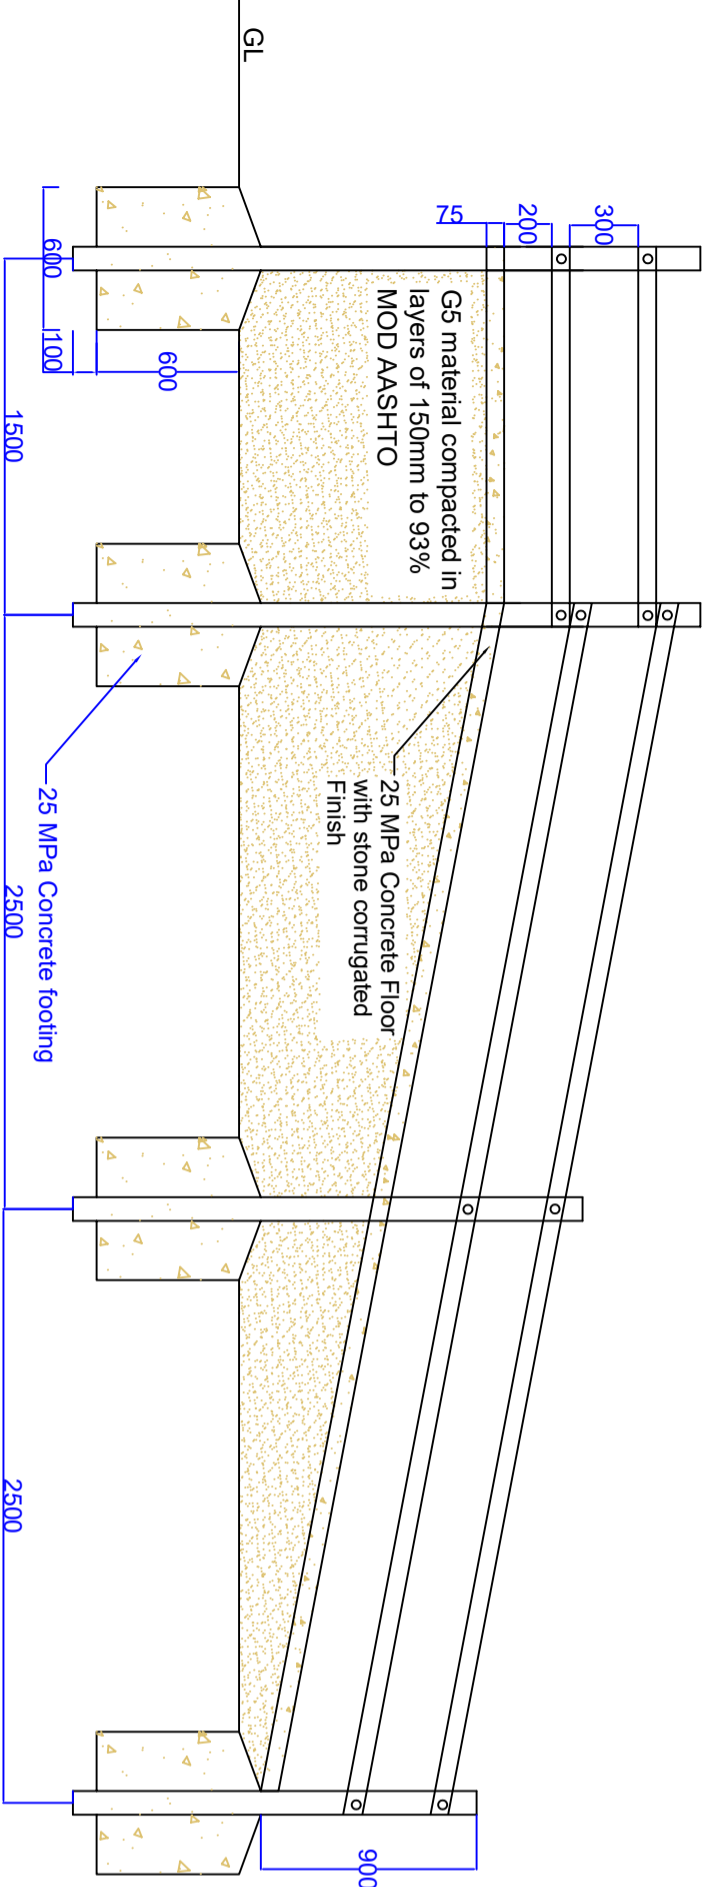 GL
75
200
300
G5 material compacted in
layers of 150mm to 93%
MOD AASHTO
600
100
600
1500
25 MPa Concrete Floor
with stone corrugated
Finish
25 MPa Concrete footing
2500
2500
900